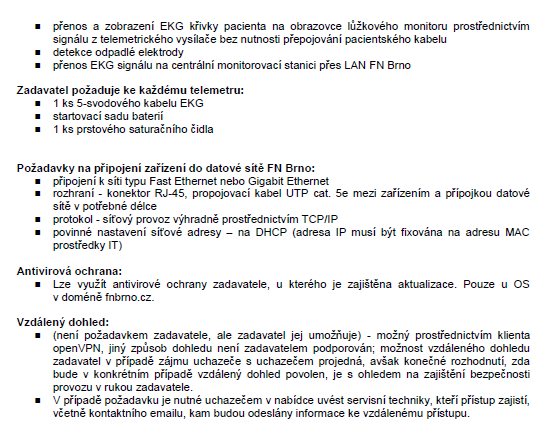 ▪ přenos a zobrazení EKG křivky pacienta na obrazovce lůžkového monitoru prostřednictvím
signálu z telemetrického vysílače bez nutnosti přepojování pacientského kabelu
▪ detekce odpadlé elektrody
▪ přenos EKG signálu na centrální monitorovací stanici přes LAN FN Brno
Zadavatel požaduje ke každému telemetru:
▪ 1 ks 5-svodového kabelu EKG
▪ startovací sadu baterií
▪ 1 ks prstového saturačního čidla
Požadavky na připojení zařízení do datové sítě FN Brno:
▪ připojení k síti typu Fast Ethernet nebo Gigabit Ethernet
▪ rozhraní - konektor RJ-45, propojovací kabel UTP cat. 5e mezi zařízením a přípojkou datové
sítě v potřebné délce
▪ protokol - síťový provoz výhradně prostřednictvím TCP/IP
▪ povinné nastavení síťové adresy – na DHCP (adresa IP musí být fixována na adresu MAC
prostředky IT)
Antivirová ochrana:
▪ Lze využít antivirové ochrany zadavatele, u kterého je zajištěna aktualizace. Pouze u OS
v doméně fnbrno.cz.
Vzdálený dohled:
▪ (není požadavkem zadavatele, ale zadavatel jej umožňuje) - možný prostřednictvím klienta
openVPN, jiný způsob dohledu není zadavatelem podporován; možnost vzdáleného dohledu
zadavatel v případě zájmu uchazeče s uchazečem projedná, avšak konečné rozhodnutí, zda
bude v konkrétním případě vzdálený dohled povolen, je s ohledem na zajištění bezpečnosti
provozu v rukou zadavatele.
▪ V případě požadavku je nutné uchazečem v nabídce uvést servisní techniky, kteří přístup zajistí,
včetně kontaktního emailu, kam budou odeslány informace ke vzdálenému přístupu.